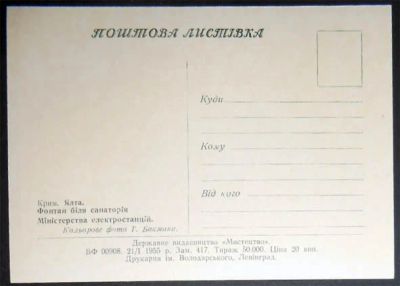 ПОШТОВА ЛИСТІВКА
Куди
Кому
Від кого
Крим. Ялта.
Фонтан біля санаторія
Міністерства електростанцій.
Кольорове фото Г. Бакмана.
Державне видавництво «Мистецтво».
БФ 00908. 21/I 1955 р. Зам. 417. Тираж 50.000. Ціна 20 коп.
Друкарня ім. Володарського, Ленінград.